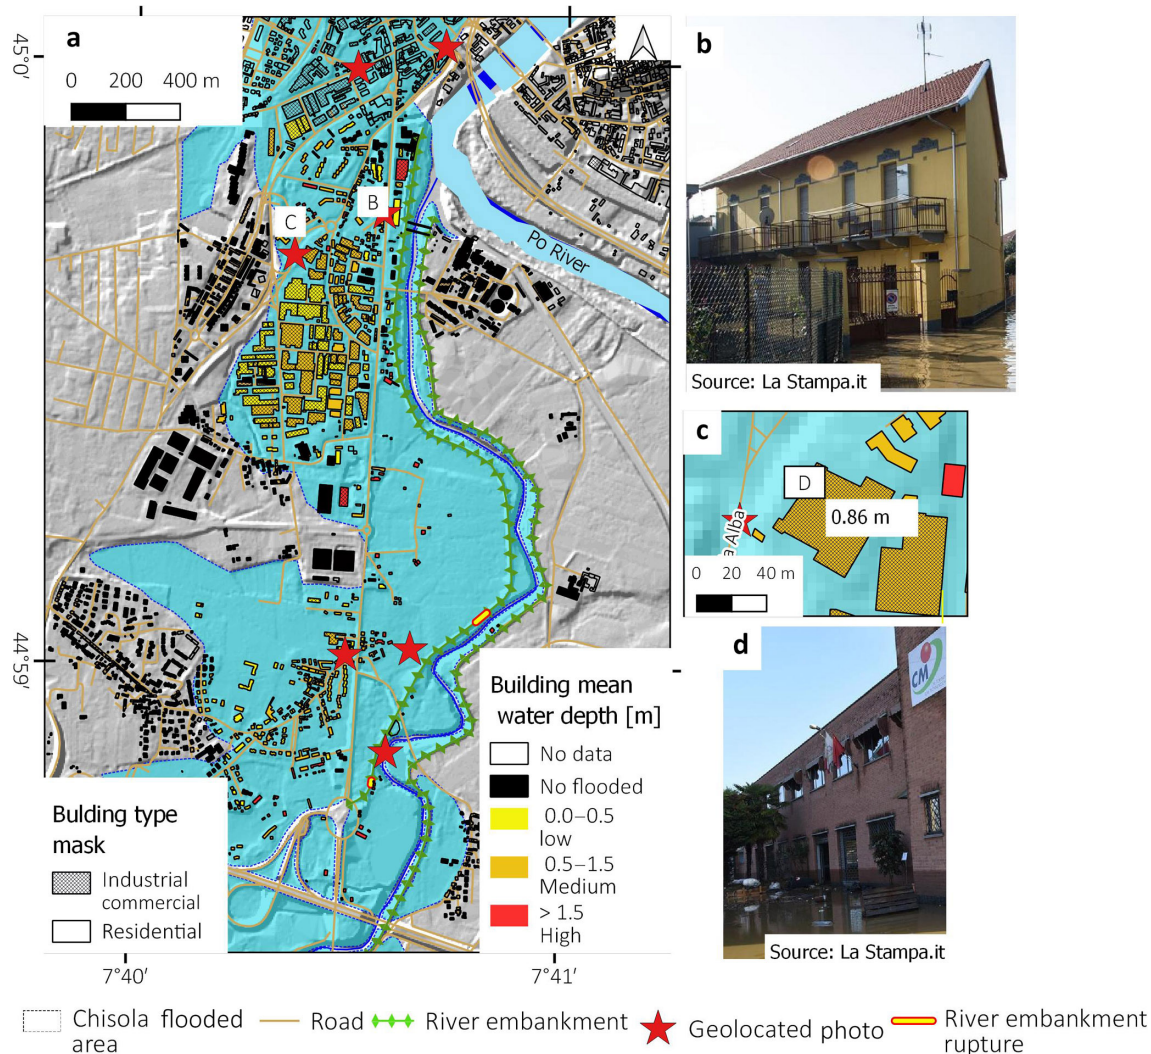 a
0 200 400 m
45°0′
44°59′
7°40′
7°41′
C
B
Po River
Bulding type
mask
Industrial
commercial
Residential
Building mean
water depth [m]
No data
No flooded
0.0–0.5
low
0.5–1.5
Medium
> 1.5
High
b
Source: La Stampa.it
c
D
0.86 m
a Alba
0 20 40 m
d
CM
Source: La Stampa.it
Chisola flooded
area
Road
River embankment
Geolocated photo
River embankment
rupture